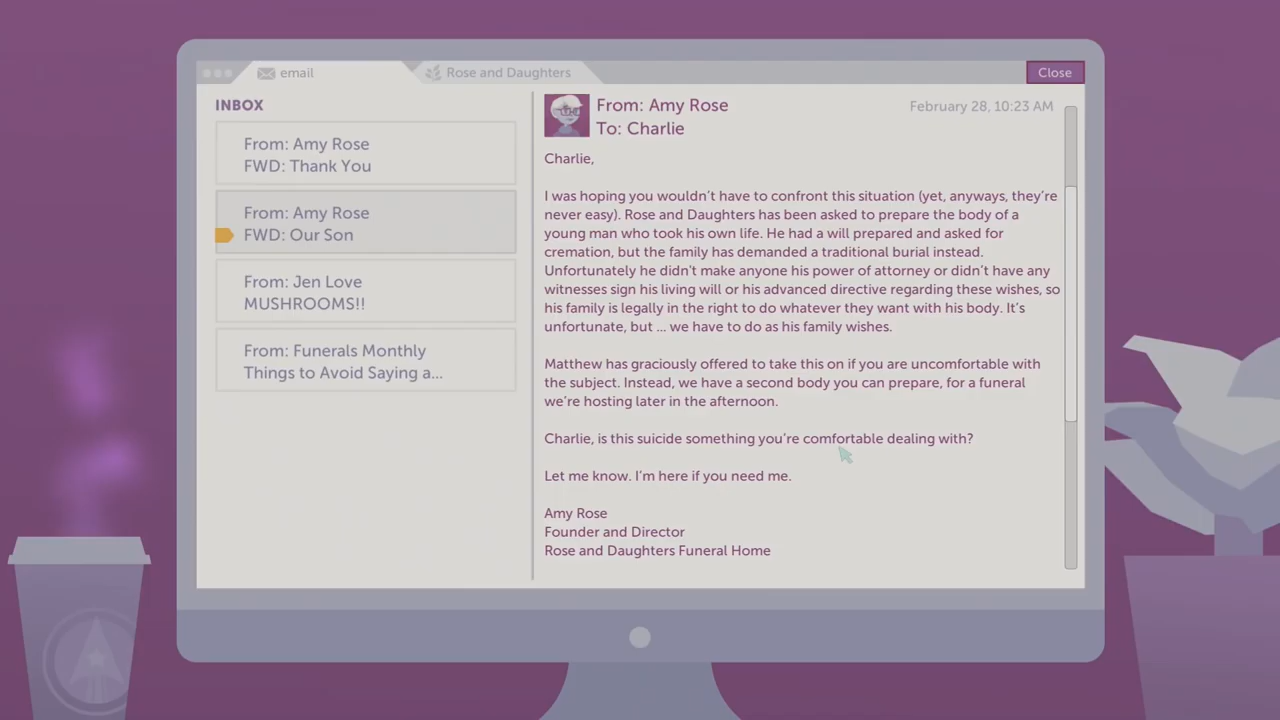 email
Rose and Daughters
Close
INBOX
From: Amy Rose
FWD: Thank You
From: Amy Rose
FWD: Our Son
From: Jen Love
MUSHROOMS!!
From: Funerals Monthly
Things to Avoid Saying a...
From: Amy Rose
To: Charlie
February 28, 10:23 AM
Charlie,
I was hoping you wouldn't have to confront this situation (yet, anyways, they're
never easy). Rose and Daughters has been asked to prepare the body of a
young man who took his own life. He had a will prepared and asked for
cremation, but the family has demanded a traditional burial instead.
Unfortunately he didn't make anyone his power of attorney or didn't have any
witnesses sign his living will or his advanced directive regarding these wishes, so
his family is legally in the right to do whatever they want with his body. It's
unfortunate, but ... we have to do as his family wishes.
Matthew has graciously offered to take this on if you are uncomfortable with
the subject. Instead, we have a second body you can prepare, for a funeral
we're hosting later in the afternoon.
Charlie, is this suicide something you're comfortable dealing with?
Let me know. I'm here if you need me.
Amy Rose
Founder and Director
Rose and Daughters Funeral Home